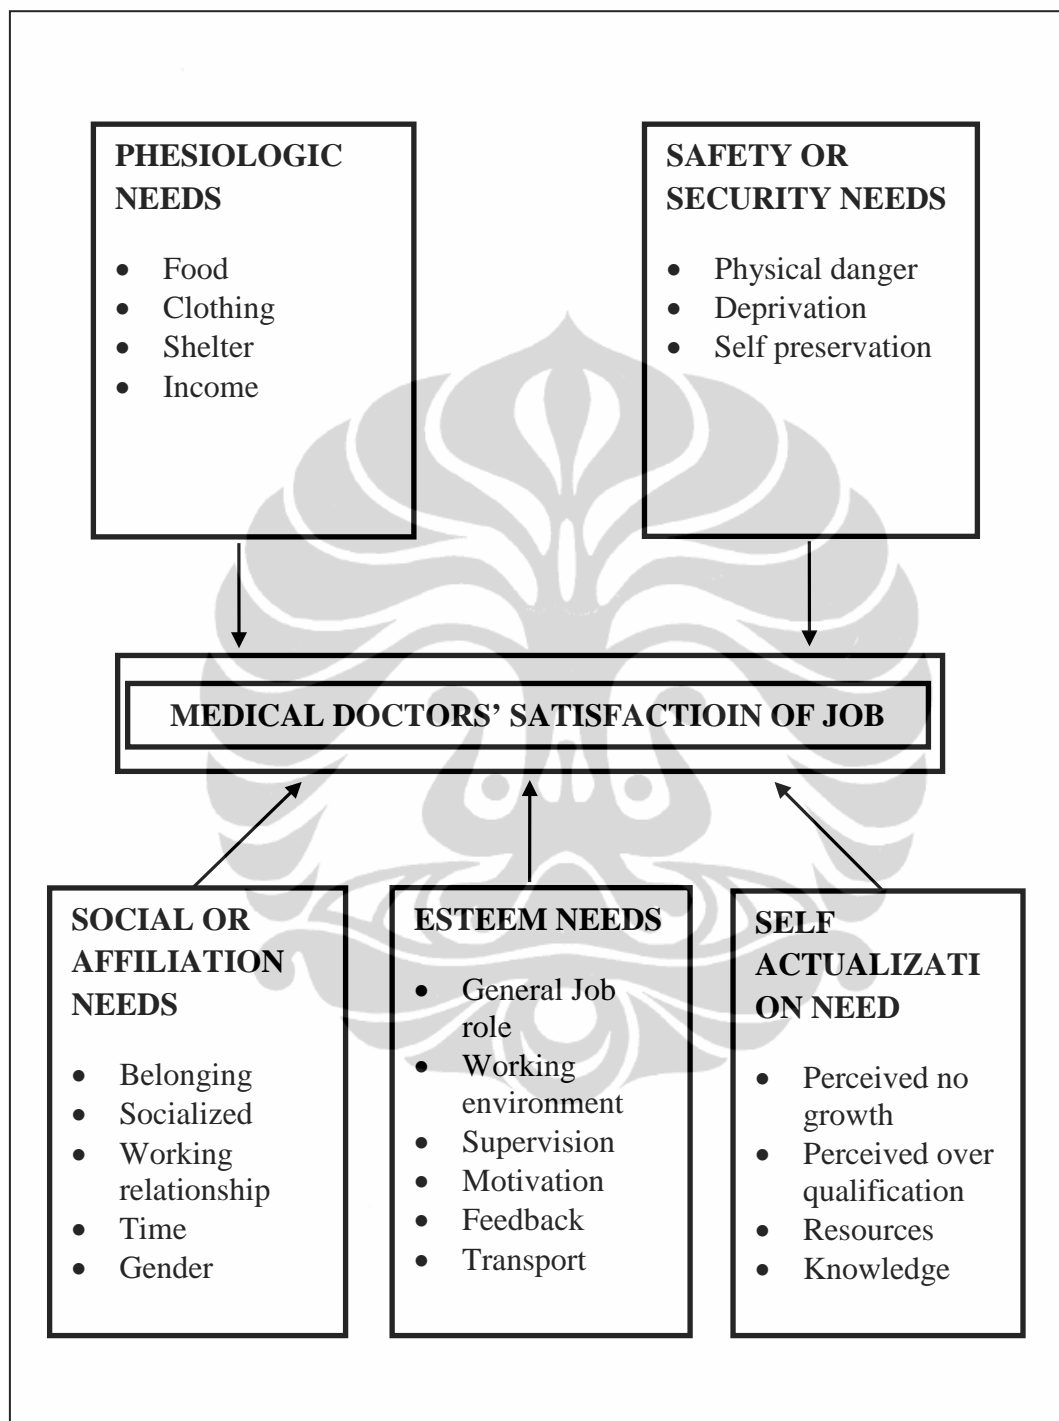 PHESIOLOGIC
NEEDS
• Food
• Clothing
• Shelter
• Income
SAFETY OR
SECURITY NEEDS
• Physical danger
• Deprivation
• Self preservation
MEDICAL DOCTORS’ SATISFACTIOIN OF JOB
SOCIAL OR
AFFILIATION
NEEDS
• Belonging
• Socialized
• Working
relationship
• Time
• Gender
ESTEEM NEEDS
• General Job
role
• Working
environment
• Supervision
• Motivation
• Feedback
• Transport
SELF
ACTUALIZATI
ON NEED
• Perceived no
growth
• Perceived over
qualification
• Resources
• Knowledge